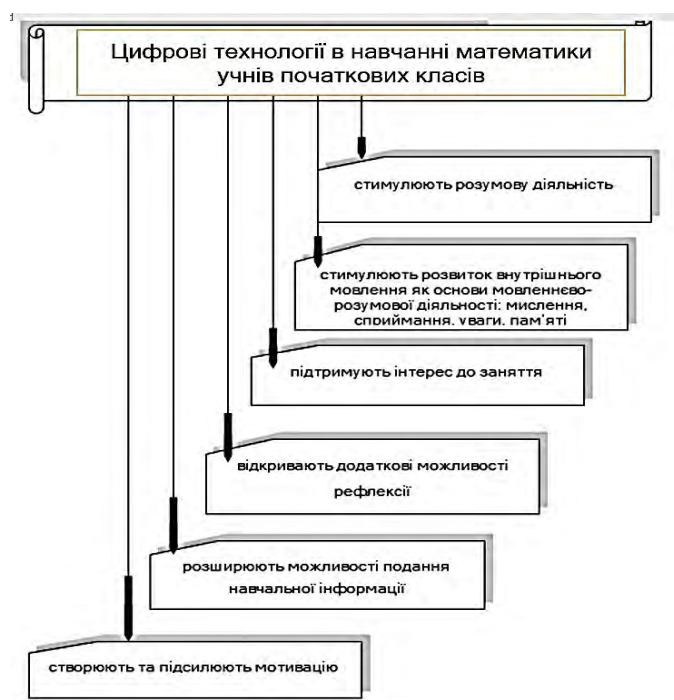 Цифрові технології в навчанні математики
учнів початкових класів
стимулюють розумову діяльність
стимулюють розвиток внутрішнього
мовлення як основи мовленнєво-
розумової діяльності: мислення,
сприймання, уваги, пам'яті
підтримують інтерес до заняття
відкривають додаткові можливості
рефлексії
розширюють можливості подання
навчальної інформації
створюють та підсилюють мотивацію